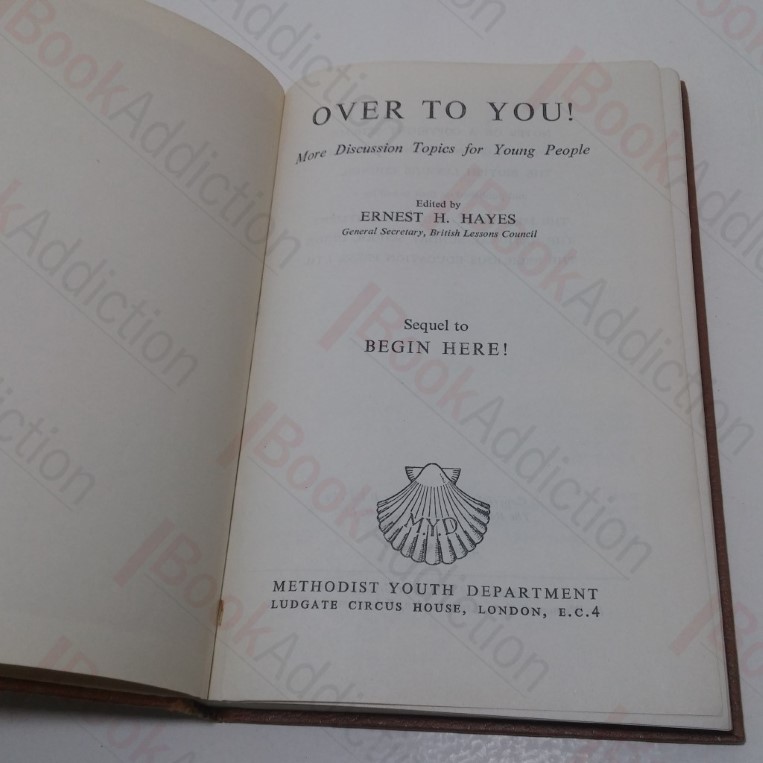 OVER TO YOU!
More Discussion Topics for Young People
Edited by
ERNEST H. HAYES
General Secretary, British Lessons Council
Sequel to
BEGIN HERE!
M.Y.D
METHODIST YOUTH DEPARTMENT
LUDGATE CIRCUS HOUSE, LONDON, E.C.4
BookAddiction